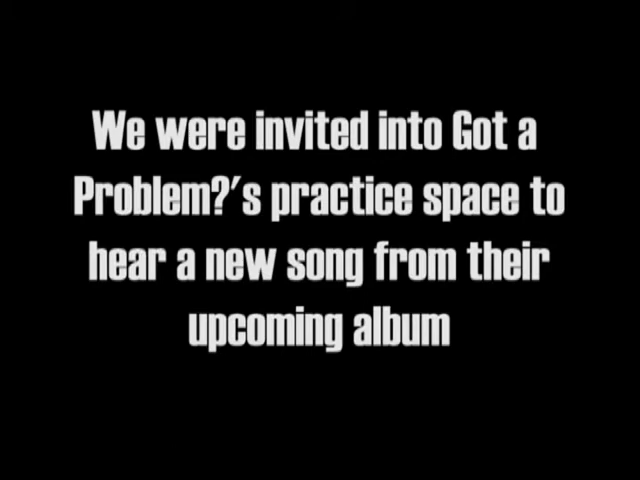 We were invited into Got a
Problem?'s practice space to
hear a new song from their
upcoming album